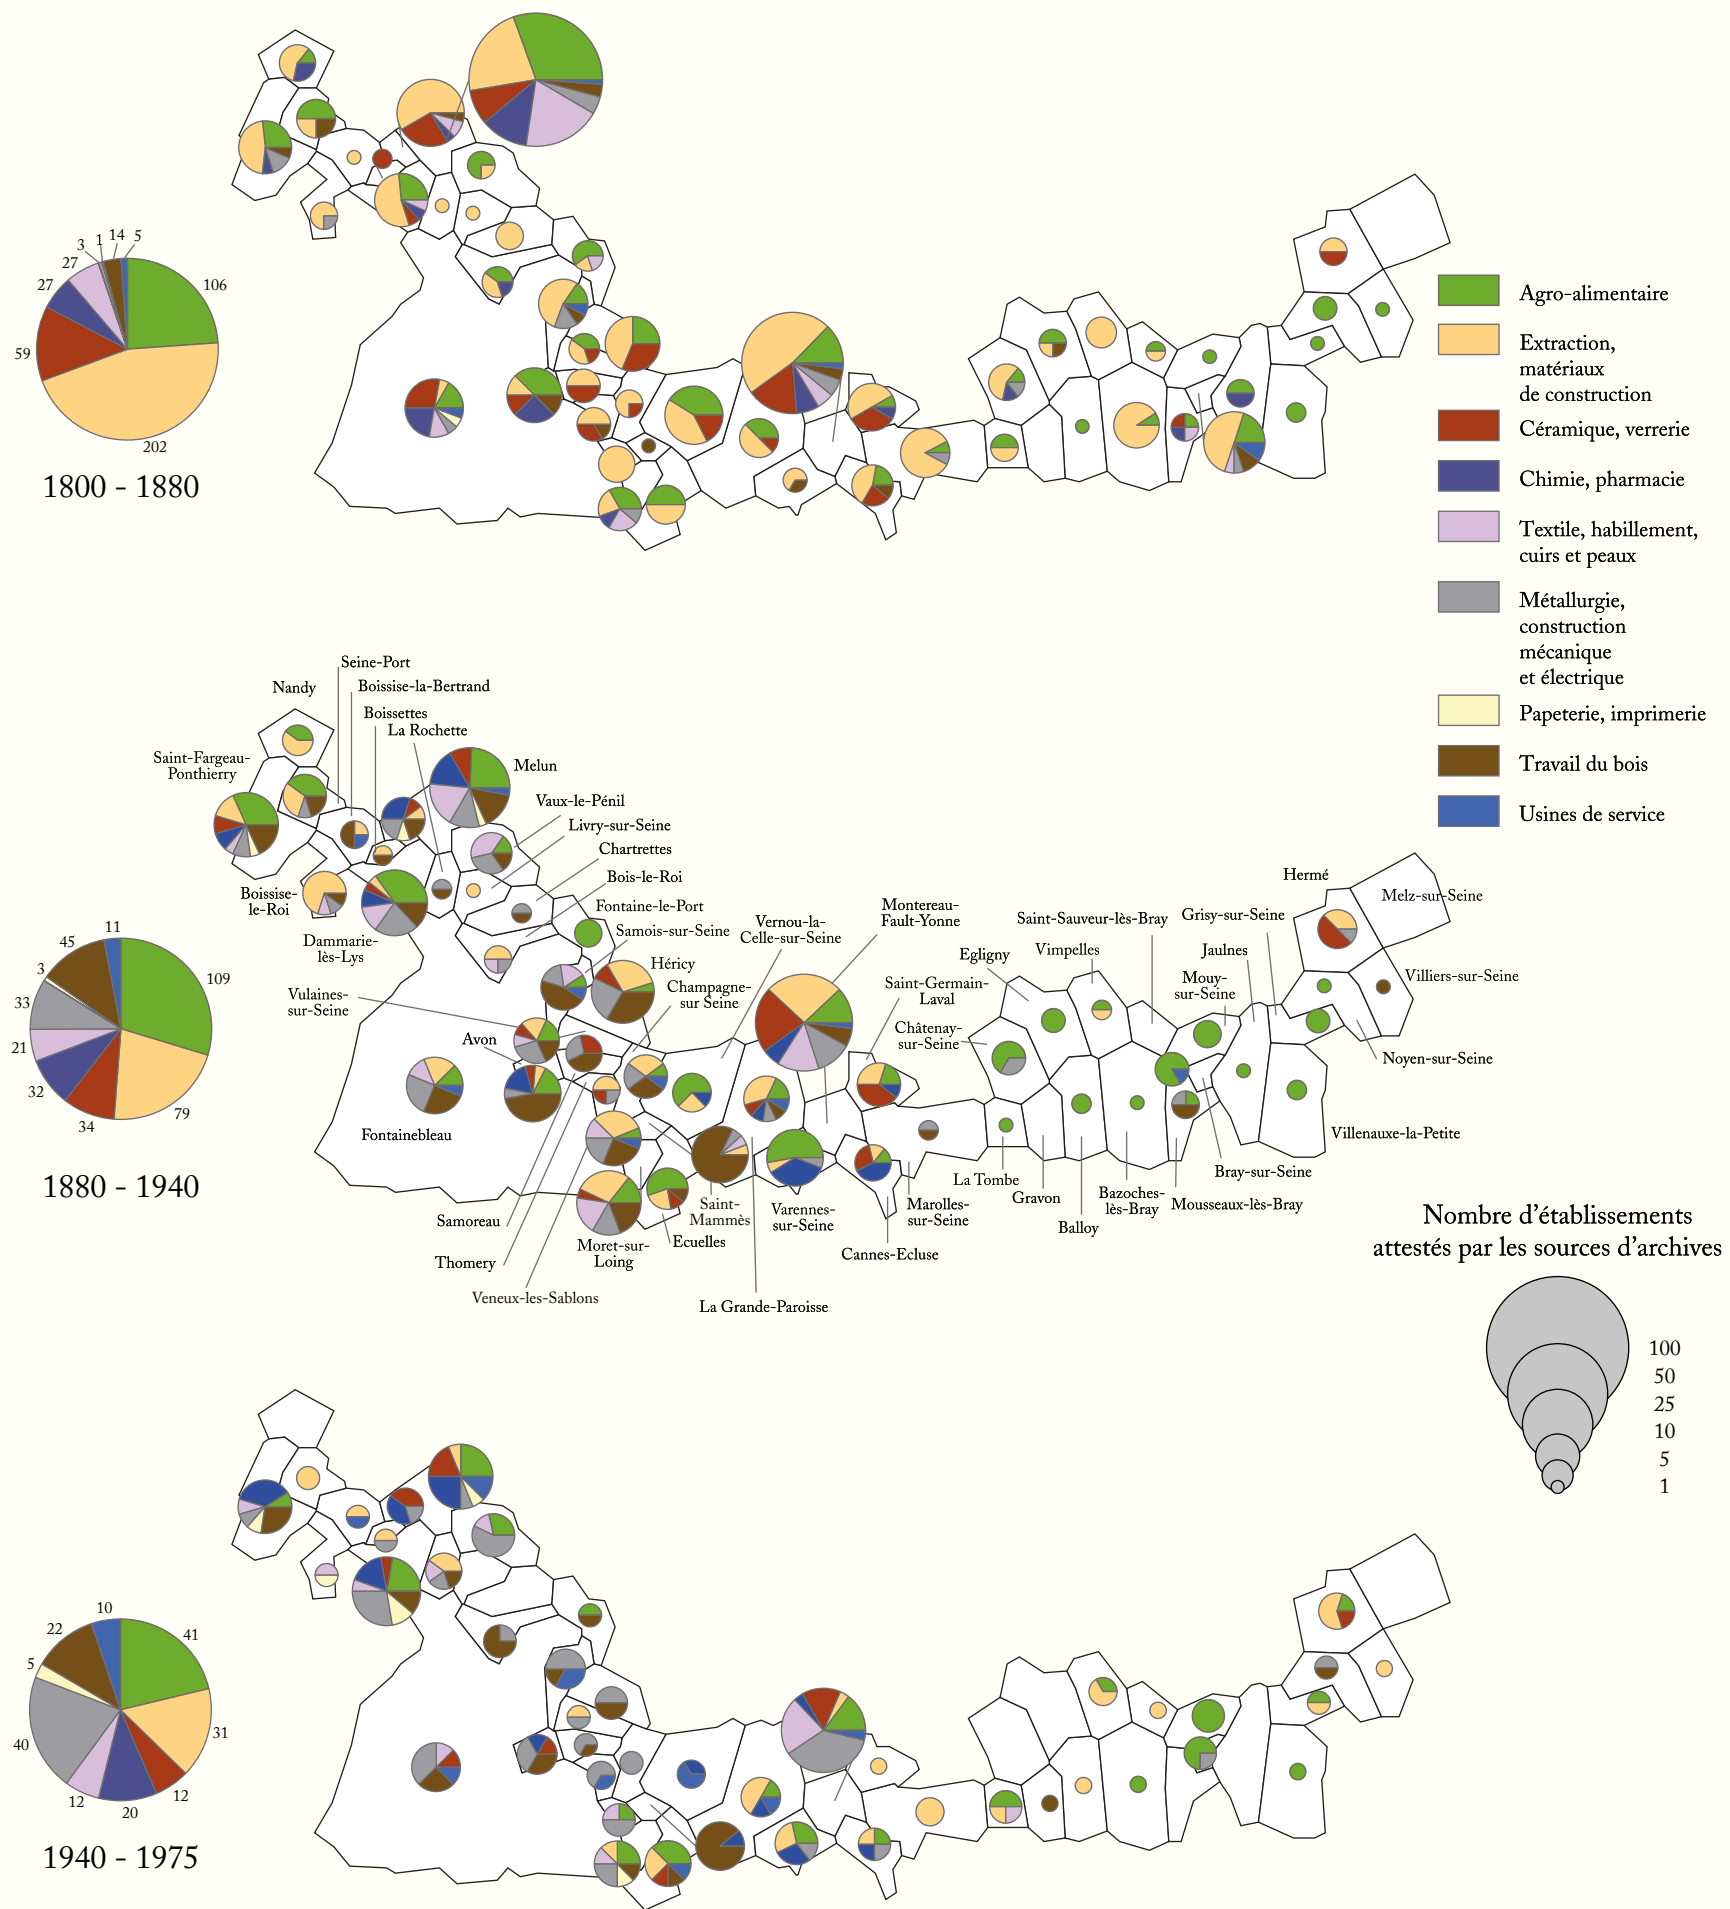 3
1
14
5
27
27
106
59
202
1800 - 1880
Agro-alimentaire
Extraction,
matériaux
de construction
Céramique, verrerie
Chimie, pharmacie
Textile, habillement,
cuirs et peaux
Métallurgie,
construction
mécanique
et électrique
Papeterie, imprimerie
Travail du bois
Usines de service
Seine-Port
Nandy
Boissise-la-Bertrand
Boissettes
La Rochette
Saint-Fargeau-
Ponthierry
Melun
Vaux-le-Pénil
Livry-sur-Seine
Chartrettes
Bois-le-Roi
Boissise-
le-Roi
Fontaine-le-Port
Samois-sur-Seine
Dammarie-
lès-Lys
Héricy
Champagne-
sur Seine
Vulaines-
sur-Seine
Avon
Fontainebleau
Vernou-la-
Celle-sur-Seine
Montereau-
Fault-Yonne
Saint-Germain-
Laval
Châtenay-
sur-Seine
Egligny
Saint-Sauveur-lès-Bray
Vimpelles
Grisy-sur-Seine
Jaulnes
Mouy-
sur-Seine
Hermé
Melz-sur-Seine
Villiers-sur-Seine
Noyen-sur-Seine
Villenauxe-la-Petite
Bray-sur-Seine
Mousseaux-lès-Bray
Bazoches-
lès-Bray
Balloy
Gravon
La Tombe
Marolles-
sur-Seine
Cannes-Ecluse
Varennes-
sur-Seine
Saint-
Mammès
Ecuelles
Moret-sur-
Loing
Samoreau
Thomery
Veneux-les-Sablons
La Grande-Paroisse
11
45
3
33
21
32
34
79
109
1880 - 1940
Nombre d'établissements
attestés par les sources d'archives
100
50
25
10
5
1
10
22
5
40
12
20
12
31
41
1940 - 1975